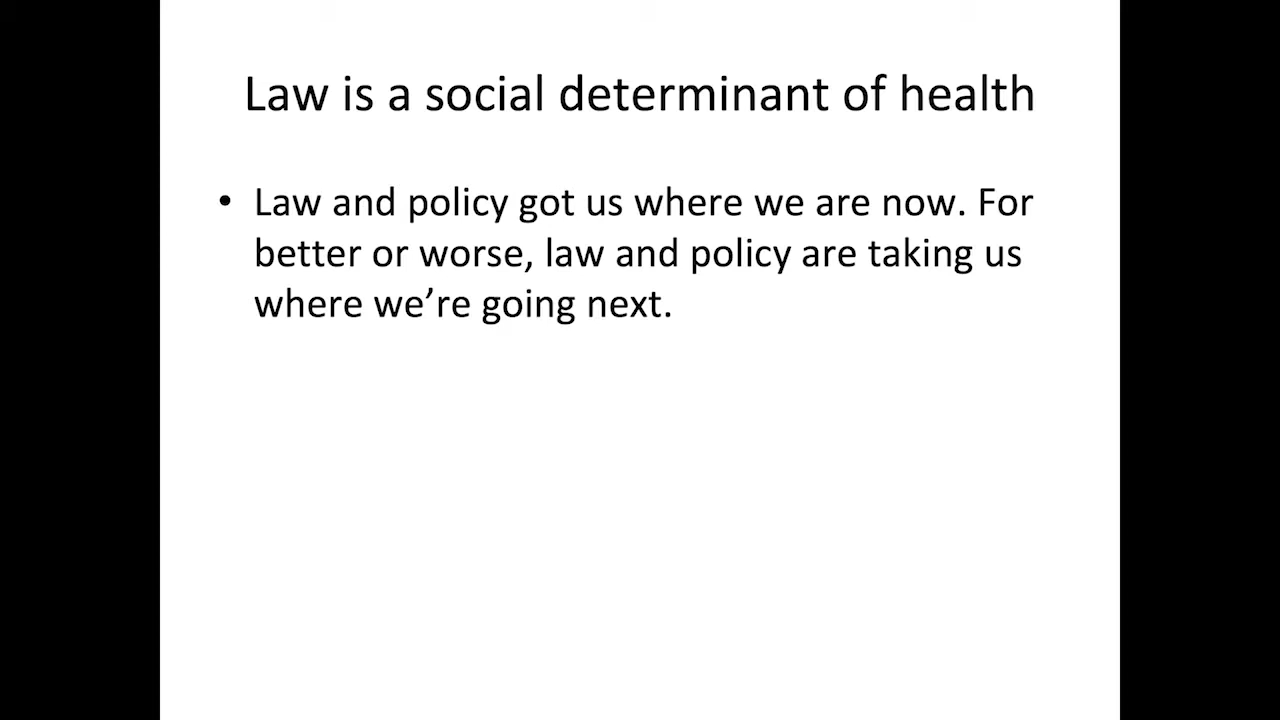 Law is a social determinant of health
• Law and policy got us where we are now. For
better or worse, law and policy are taking us
where we’re going next.